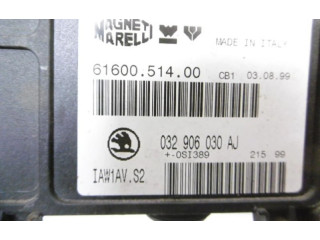 MAGNETI
MARELLI
MADE IN ITALY
61600.514.00 CB1 03.08.99
032 906 030 AJ
+-0SI389 215 99
IAW1AV.S2